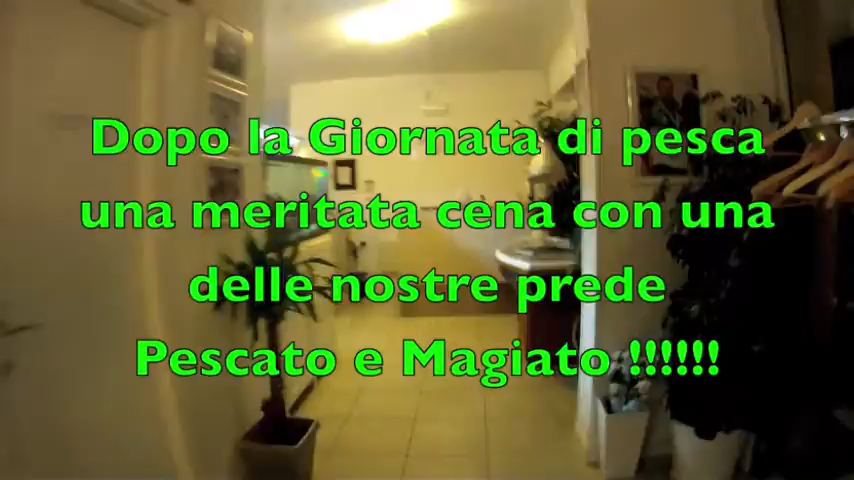 Dopo la Giornata di pesca
una meritata cena con una
delle nostre prede
Pescato e Magiato !!!!!!